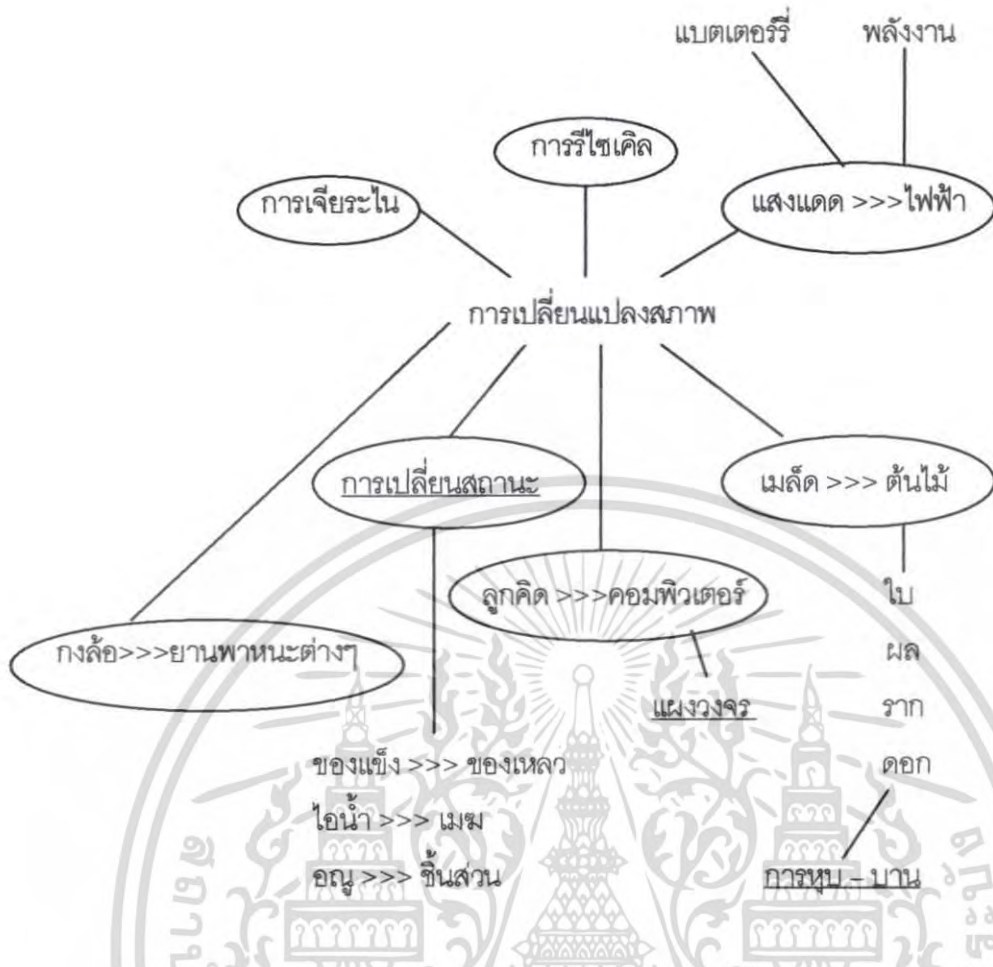 แบตเตอร์รี่ พลังงาน
การรีไซเคิล
การเจียระไน
แสงแดด >>>ไฟฟ้า
การเปลี่ยนแปลงสภาพ
การเปลี่ยนสถานะ
เมล็ด >>> ต้นไม้
ลูกคิด >>>คอมพิวเตอร์
ใบ
กงล้อ>>>ยานพาหนะต่างๆ
ผล
แผงวงจร
ราก
ของแข็ง >>> ของเหลว
ดอก
ไอน้ำ >>> เมฆ
อณู >>> ชิ้นส่วน
การหุบ – บาน